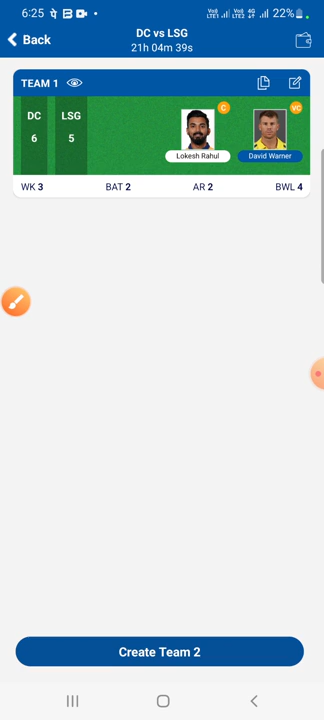 6:25 22%
Back
DC vs LSG
21h 04m 39s
TEAM 1
DC LSG
6 5
C VC
Lokesh Rahul David Warner
WK 3 BAT 2 AR 2 BWL 4
Create Team 2